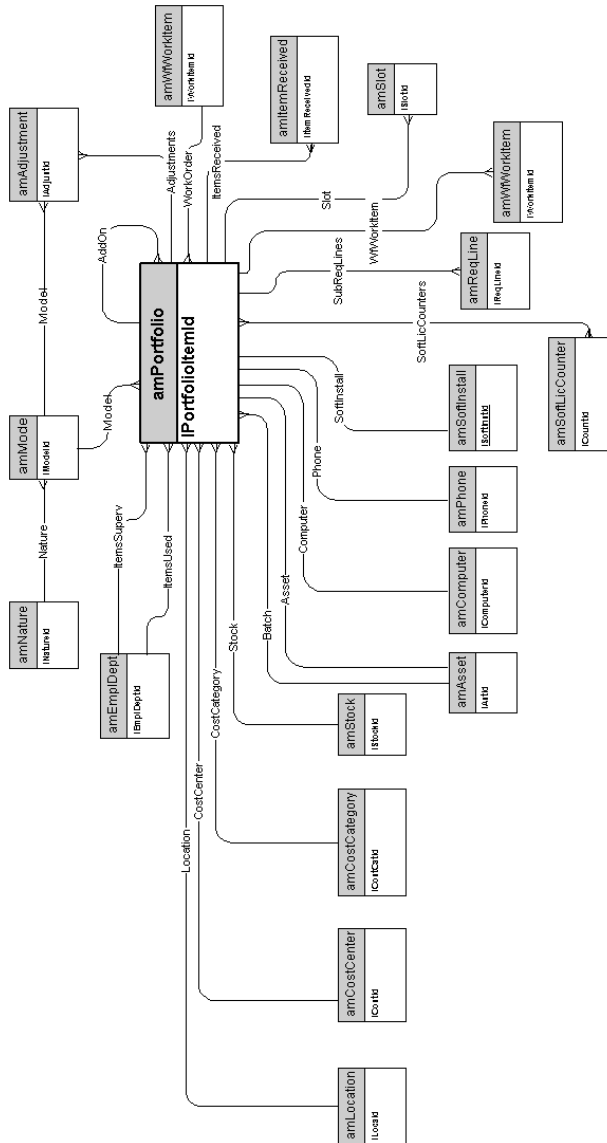 amNature
lNatureId
Nature
amMode
lModelId
Model
amAdjustment
lAdjustId
amEmplDept
lEmplDeptId
ItemsSuperv
ItemsUsed
Model
AddOn
amPortfolio
lPortfolioItemId
Adjustments
WorkOrder
ItemsReceived
amWfWorkItem
lWorkItemId
amItemReceived
lItemReceivedId
Location
CostCenter
CostCategory
Stock
Batch
Asset
Computer
Phone
SoftInstall
SoftLicCounters
SubReqLines
WfWorkItem
Slot
amSlot
lSlotId
amLocation
lLocaId
amCostCenter
lCostId
amCostCategory
lCostCatId
amStock
lStockId
amAsset
lAstId
amComputer
lComputerId
amPhone
lPhoneId
amSoftInstall
lSoftInstId
amReqLine
lReqLineId
amWfWorkItem
lWorkItemId
amSoftLicCounter
lCountId